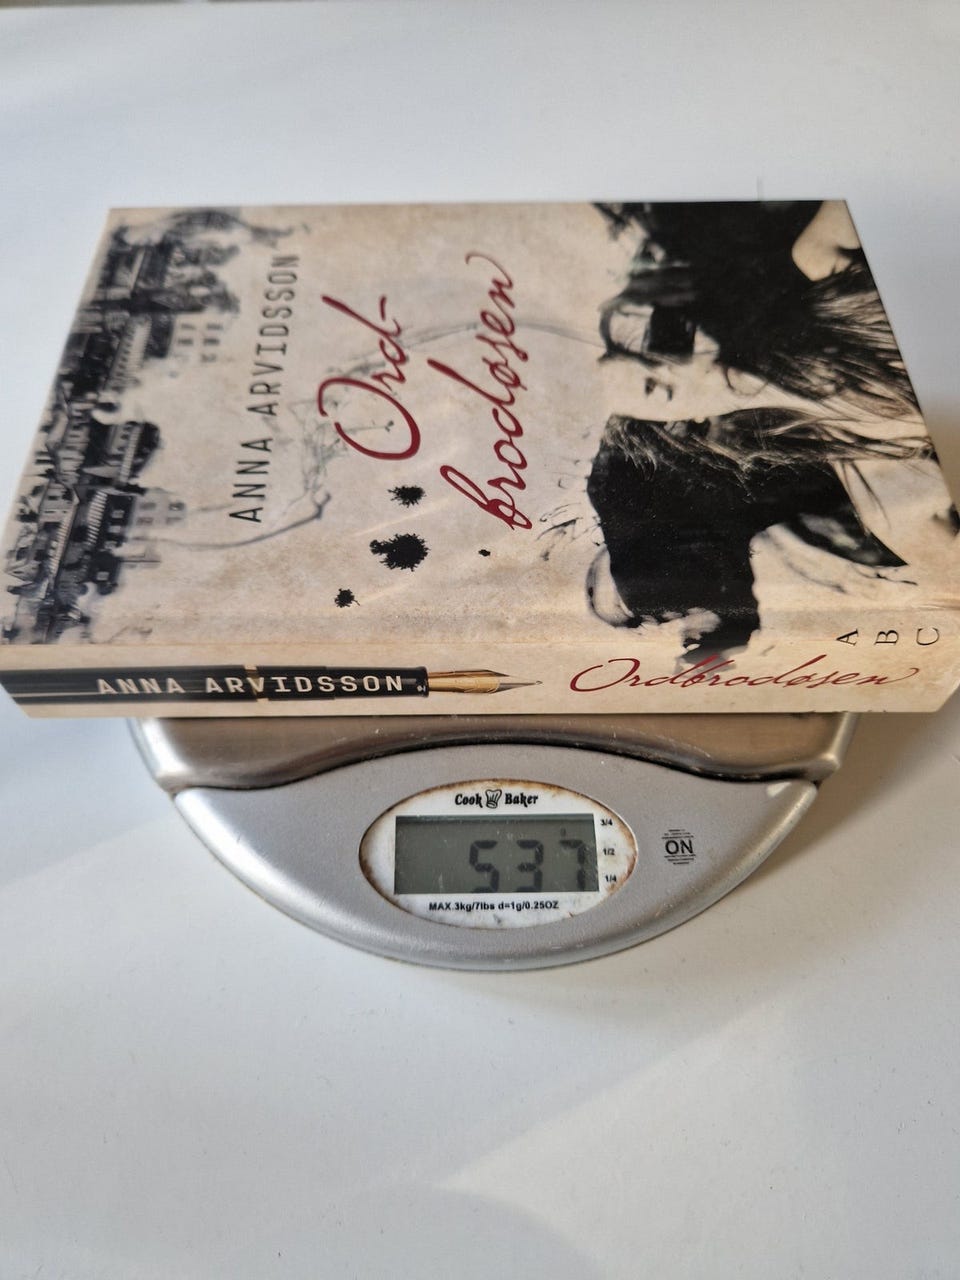 ANNA ARVIDSSON
Ord-
brodøsen
ANNA ARVIDSSON
Ordbrodøsen
A B C
Cook Baker
537
3/4
1/2
1/4
ON
MAX.3kg/7lbs d=1g/0.25OZ